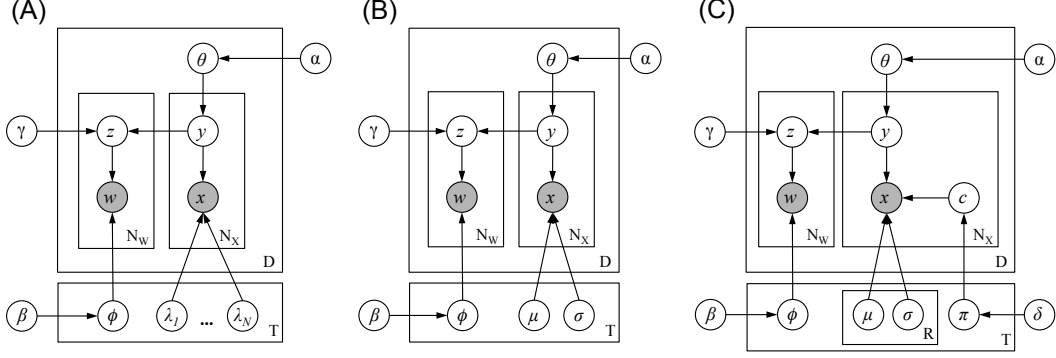 (A) (B) (C)
θ α θ α θ α
γ z y γ z y γ z y
w x w x w x c
N_W N_X N_W N_X N_W N_X
D D D
β ϕ λ_1 ... λ_N T β ϕ μ σ T β ϕ μ σ R π T δ